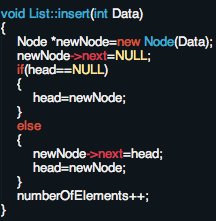 void List::insert(int Data)
{
Node *newNode=new Node(Data);
newNode->next=NULL;
if(head==NULL)
{
head=newNode;
}
else
{
newNode->next=head;
head=newNode;
}
numberOfElements++;
}